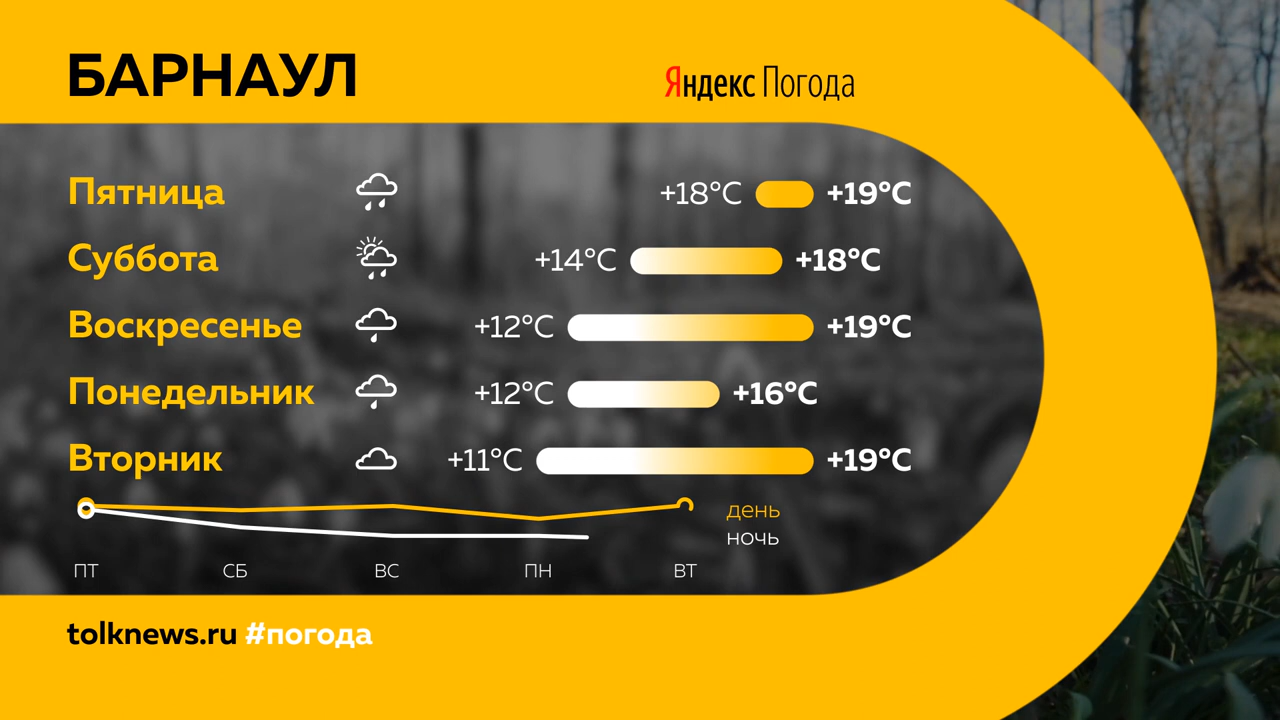 БАРНАУЛ
Яндекс Погода
Пятница +18°C +19°C
Суббота +14°C +18°C
Воскресенье +12°C +19°C
Понедельник +12°C +16°C
Вторник +11°C +19°C
день
ночь
ПТ СБ ВС ПН ВТ
tolknews.ru #погода